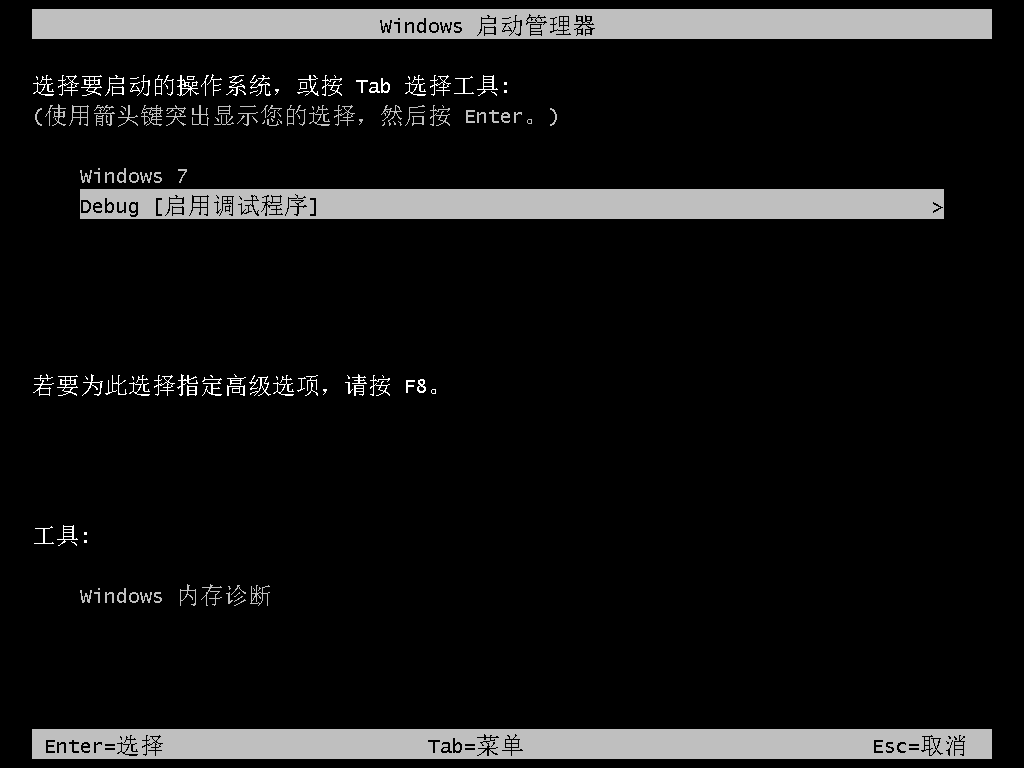 Windows 启动管理器
选择要启动的操作系统，或按 Tab 选择工具:
(使用箭头键突出显示您的选择，然后按 Enter。)
Windows 7
Debug [启用调试程序] >
若要为此选择指定高级选项，请按 F8。
工具:
Windows 内存诊断
Enter=选择 Tab=菜单 Esc=取消